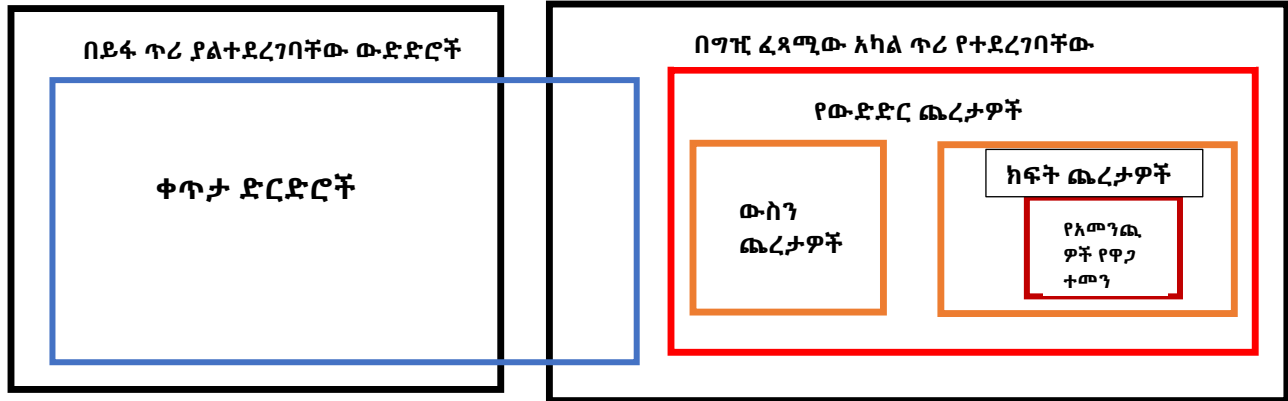 በይፋ ጥሪ ያልተደረገባቸው ውድድሮች
ቀጥታ ድርድሮች
በግዢ ፈጻሚው አካል ጥሪ የተደረገባቸው
የውድድር ጨረታዎች
ውስን
ጨረታዎች
ክፍት ጨረታዎች
የአመንጪ
ዎች የዋጋ
ተመን